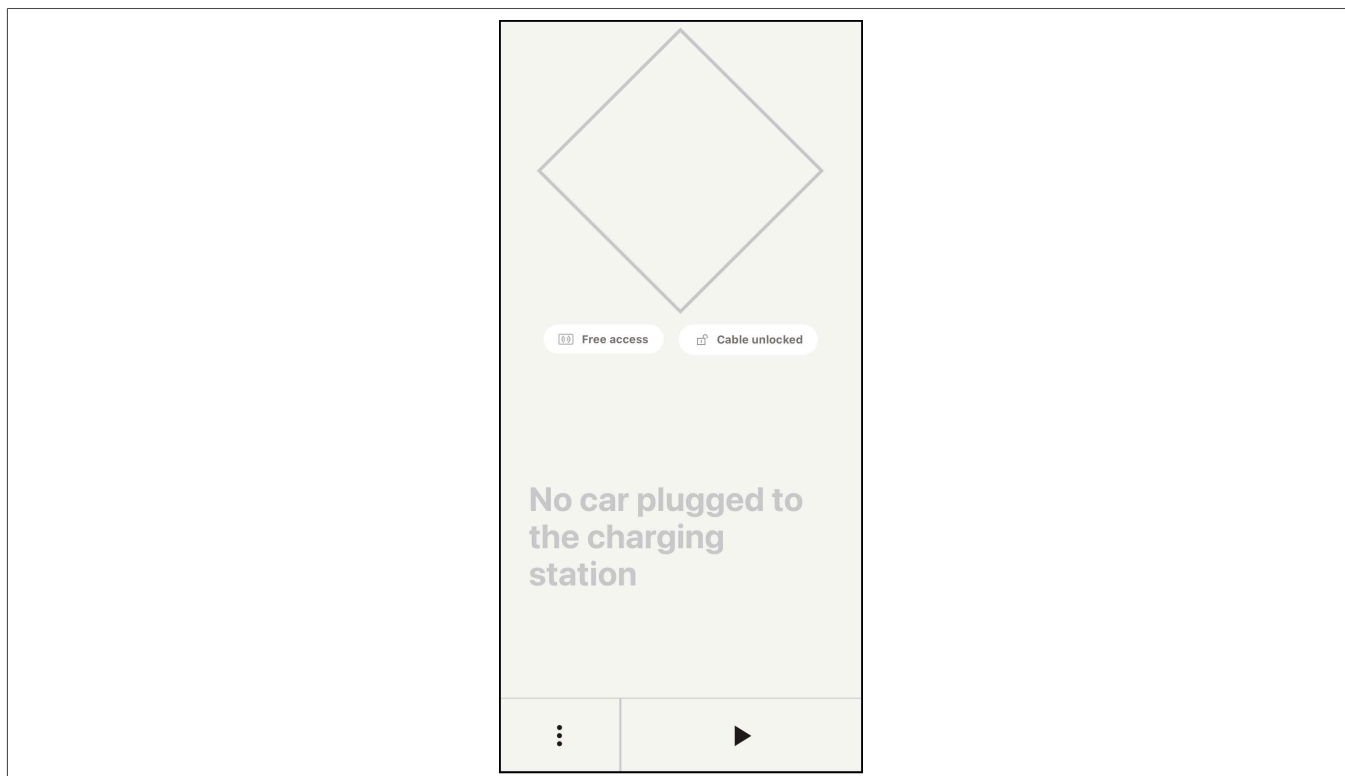 Free access
Cable unlocked
No car plugged to
the charging
station